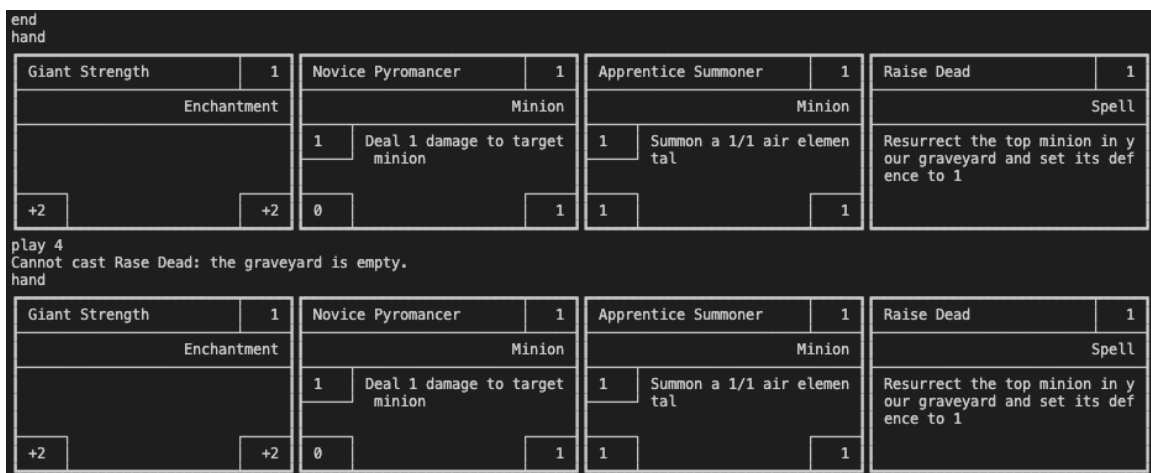 end
hand
Giant Strength 1 Novice Pyromancer 1 Apprentice Summoner 1 Raise Dead 1
Enchantment Minion Minion Spell
1 Deal 1 damage to target 1 Summon a 1/1 air elemen Resurrect the top minion in y
minion tal our graveyard and set its def
ence to 1
+2 +2 0 1 1 1
play 4
Cannot cast Rase Dead: the graveyard is empty.
hand
Giant Strength 1 Novice Pyromancer 1 Apprentice Summoner 1 Raise Dead 1
Enchantment Minion Minion Spell
1 Deal 1 damage to target 1 Summon a 1/1 air elemen Resurrect the top minion in y
minion tal our graveyard and set its def
ence to 1
+2 +2 0 1 1 1